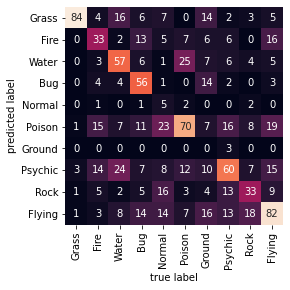 Grass 84 4 16 6 7 0 14 2 3 5
Fire 0 33 2 13 5 7 6 6 0 16
Water 0 3 57 6 1 25 7 6 4 5
Bug 0 4 4 56 1 0 14 2 0 3
Normal 0 1 0 1 5 2 0 0 2 0
Poison 1 15 7 11 23 70 7 16 8 19
Ground 0 0 0 0 0 0 0 3 0 0
Psychic 3 14 24 7 8 12 10 60 7 15
Rock 1 5 2 5 16 3 4 13 33 9
Flying 1 3 8 14 14 7 16 13 18 82
Grass Fire Water Bug Normal Poison Ground Psychic Rock Flying
true label
predicted label